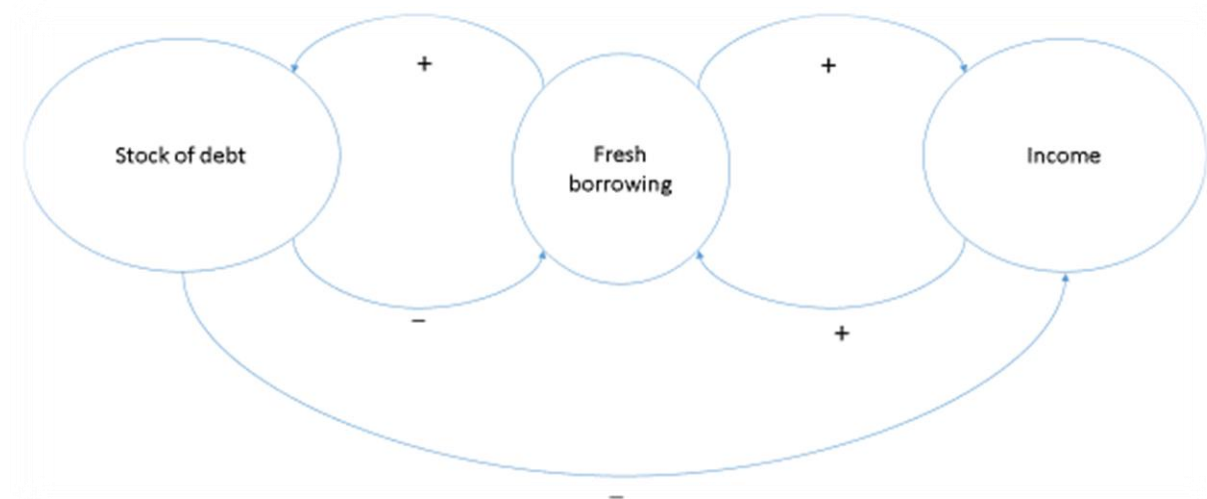 +
+
Stock of debt
Fresh
borrowing
Income
–
+
–